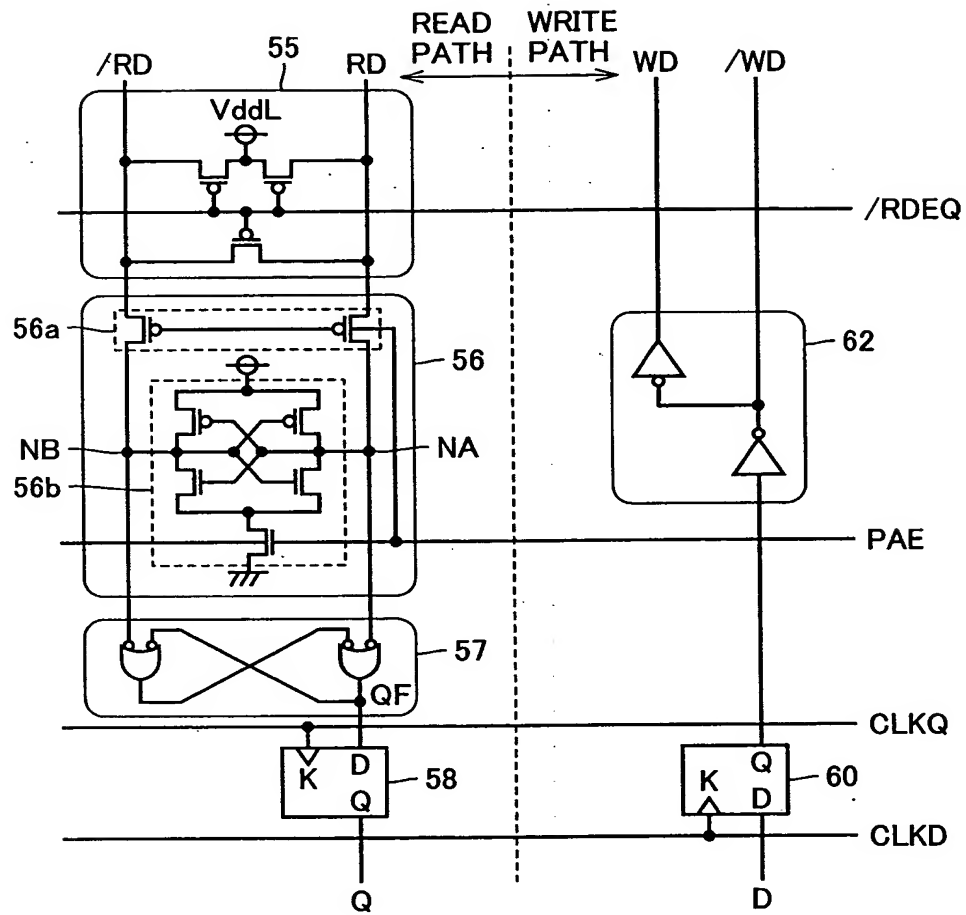 READ PATH
WRITE PATH
55
/RD
RD
WD
/WD
VddL
/RDEQ
56a
56
62
NB
NA
56b
PAE
57
QF
CLKQ
K
D
Q
58
K
Q
D
60
CLKD
Q
D